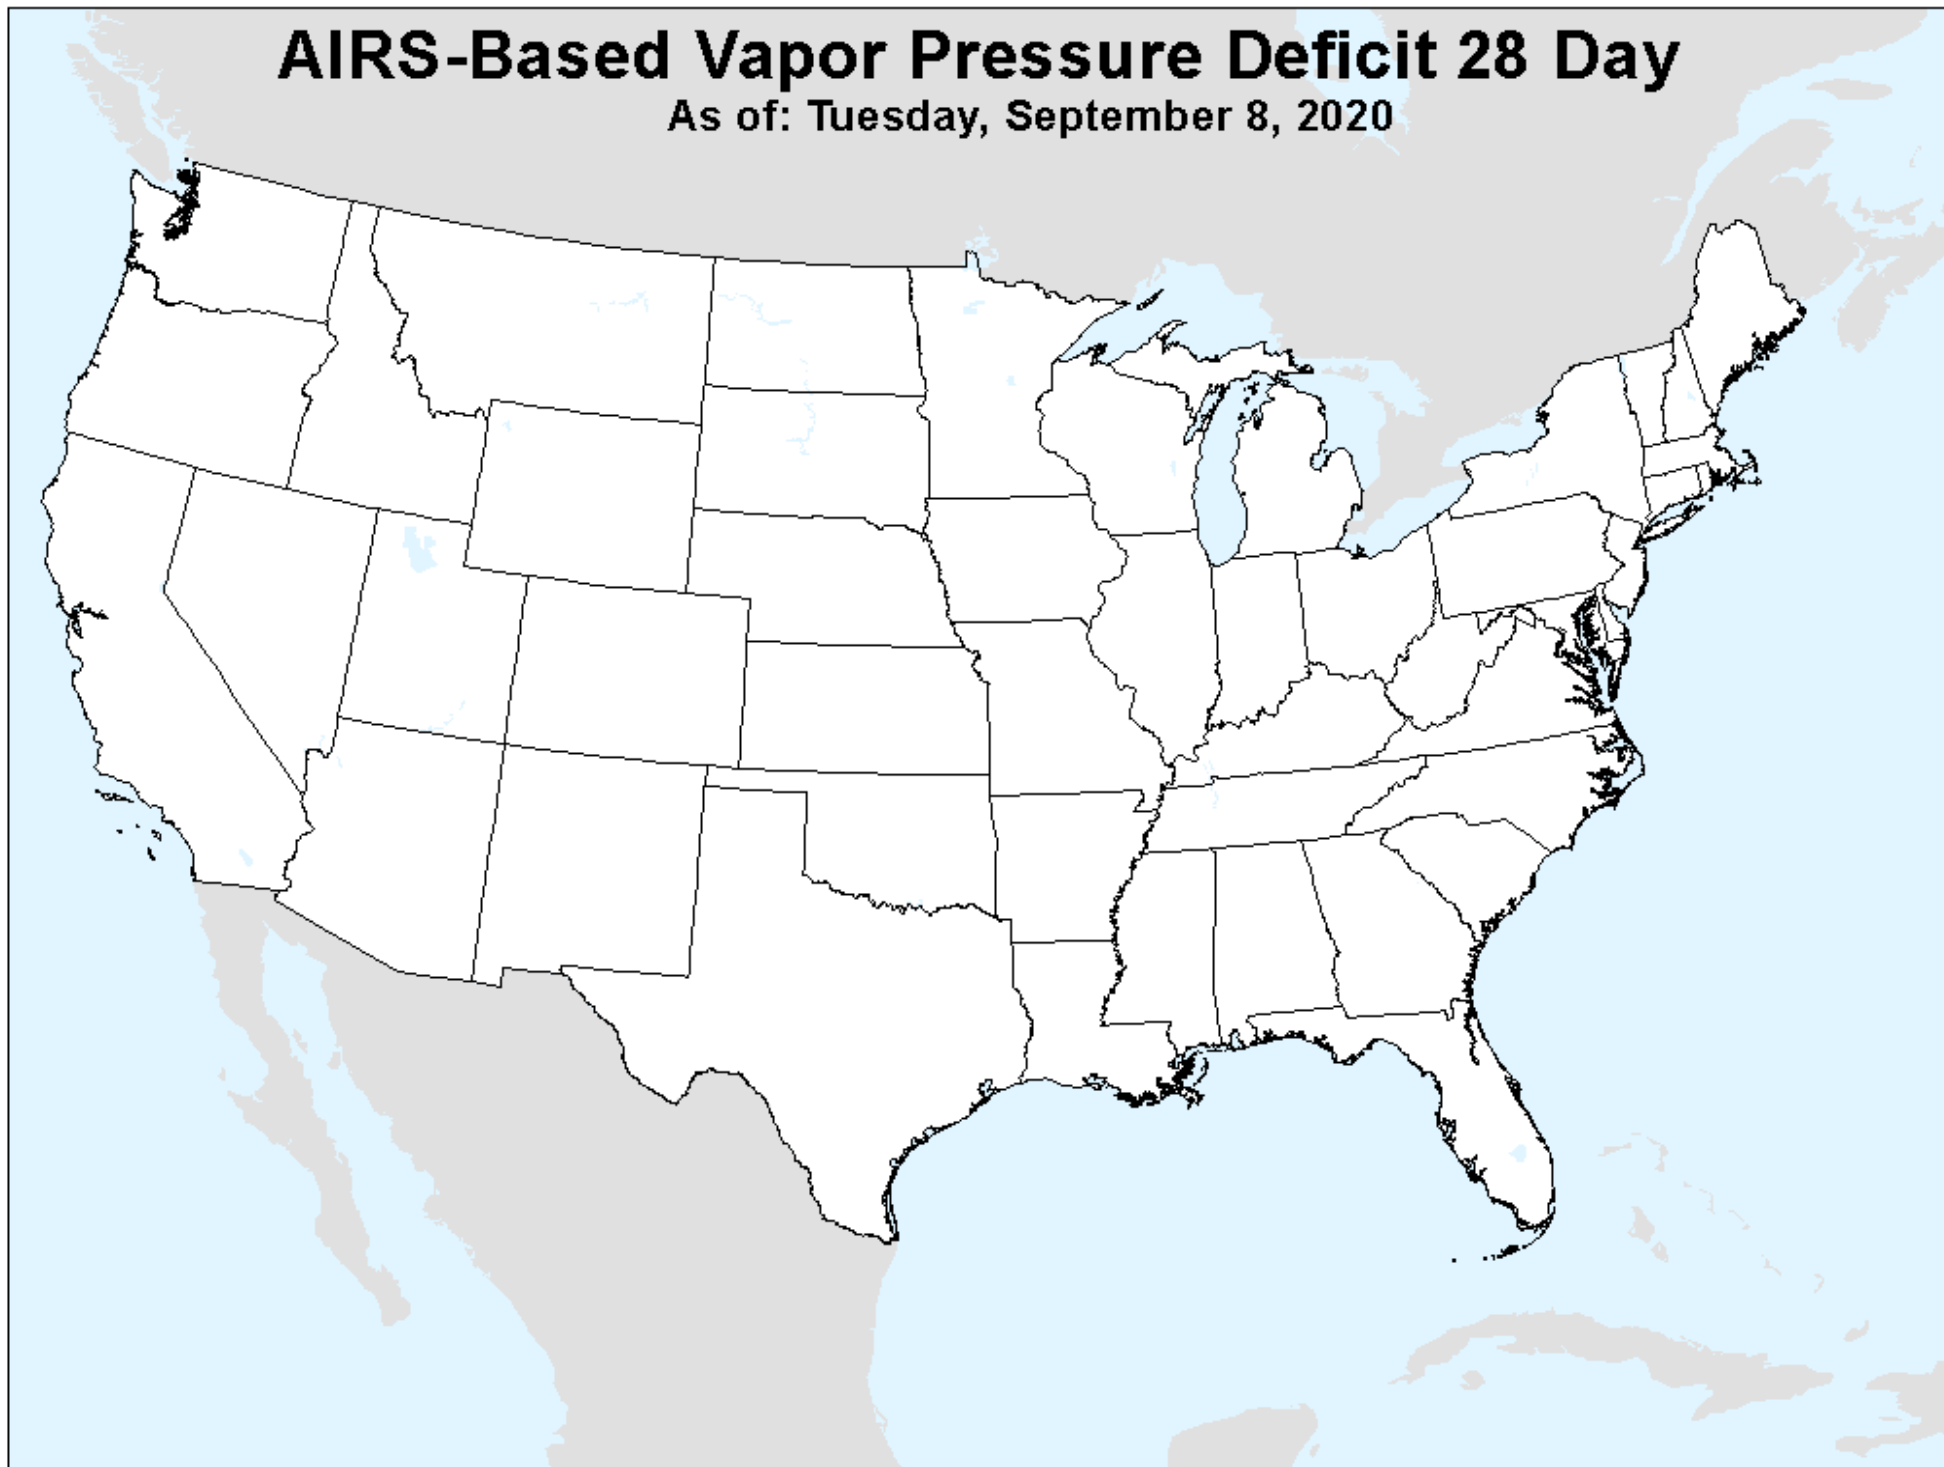 AIRS-Based Vapor Pressure Deficit 28 Day
As of: Tuesday, September 8, 2020